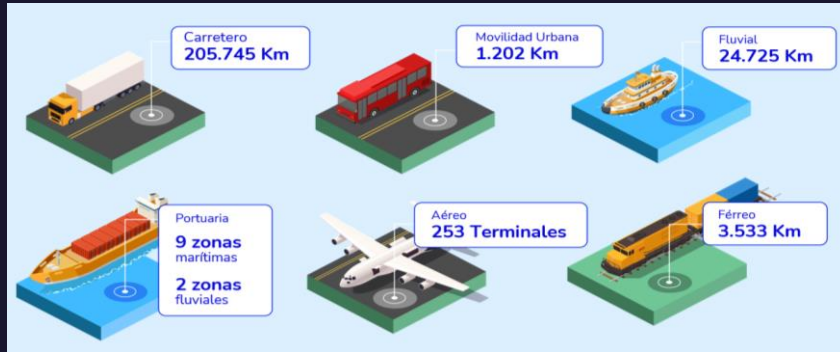 Carretero
205.745 Km
Movilidad Urbana
1.202 Km
Fluvial
24.725 Km
Portuaria
9 zonas
marítimas
2 zonas
fluviales
Aéreo
253 Terminales
Férreo
3.533 Km